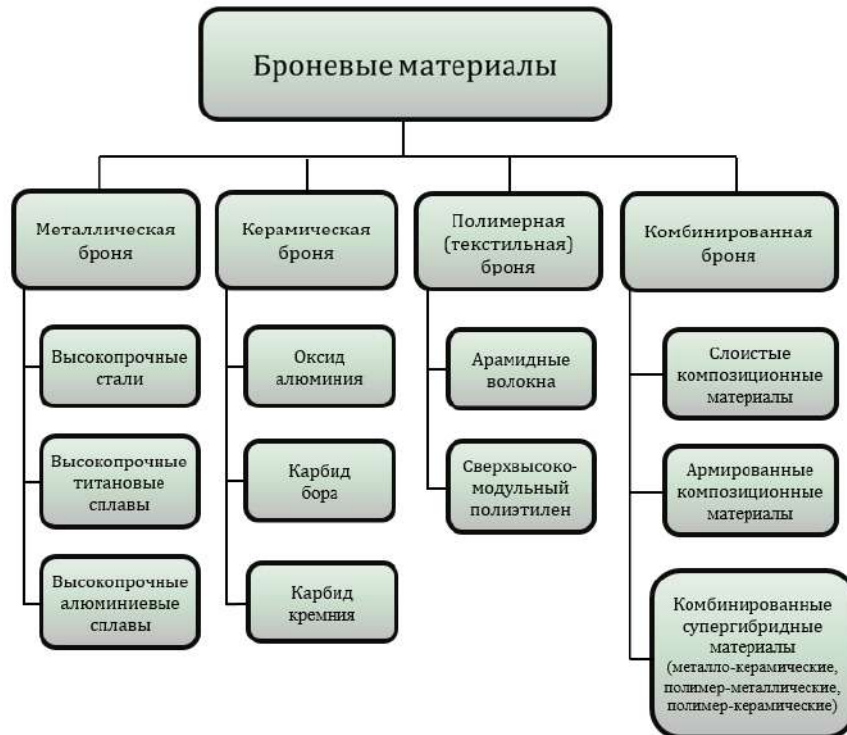 Броневые материалы
Металлическая
броня
Керамическая
броня
Полимерная
(текстильная)
броня
Комбинированная
броня
Высокопрочные
стали
Высокопрочные
титановые
сплавы
Высокопрочные
алюминиевые
сплавы
Оксид
алюминия
Карбид
бора
Карбид
кремния
Арамидные
волокна
Сверхвысоко-
модульный
полиэтилен
Слоистые
композиционные
материалы
Армированные
композиционные
материалы
Комбинированные
супергибридные
материалы
(металло-керамические,
полимер-металлические,
полимер-керамические)